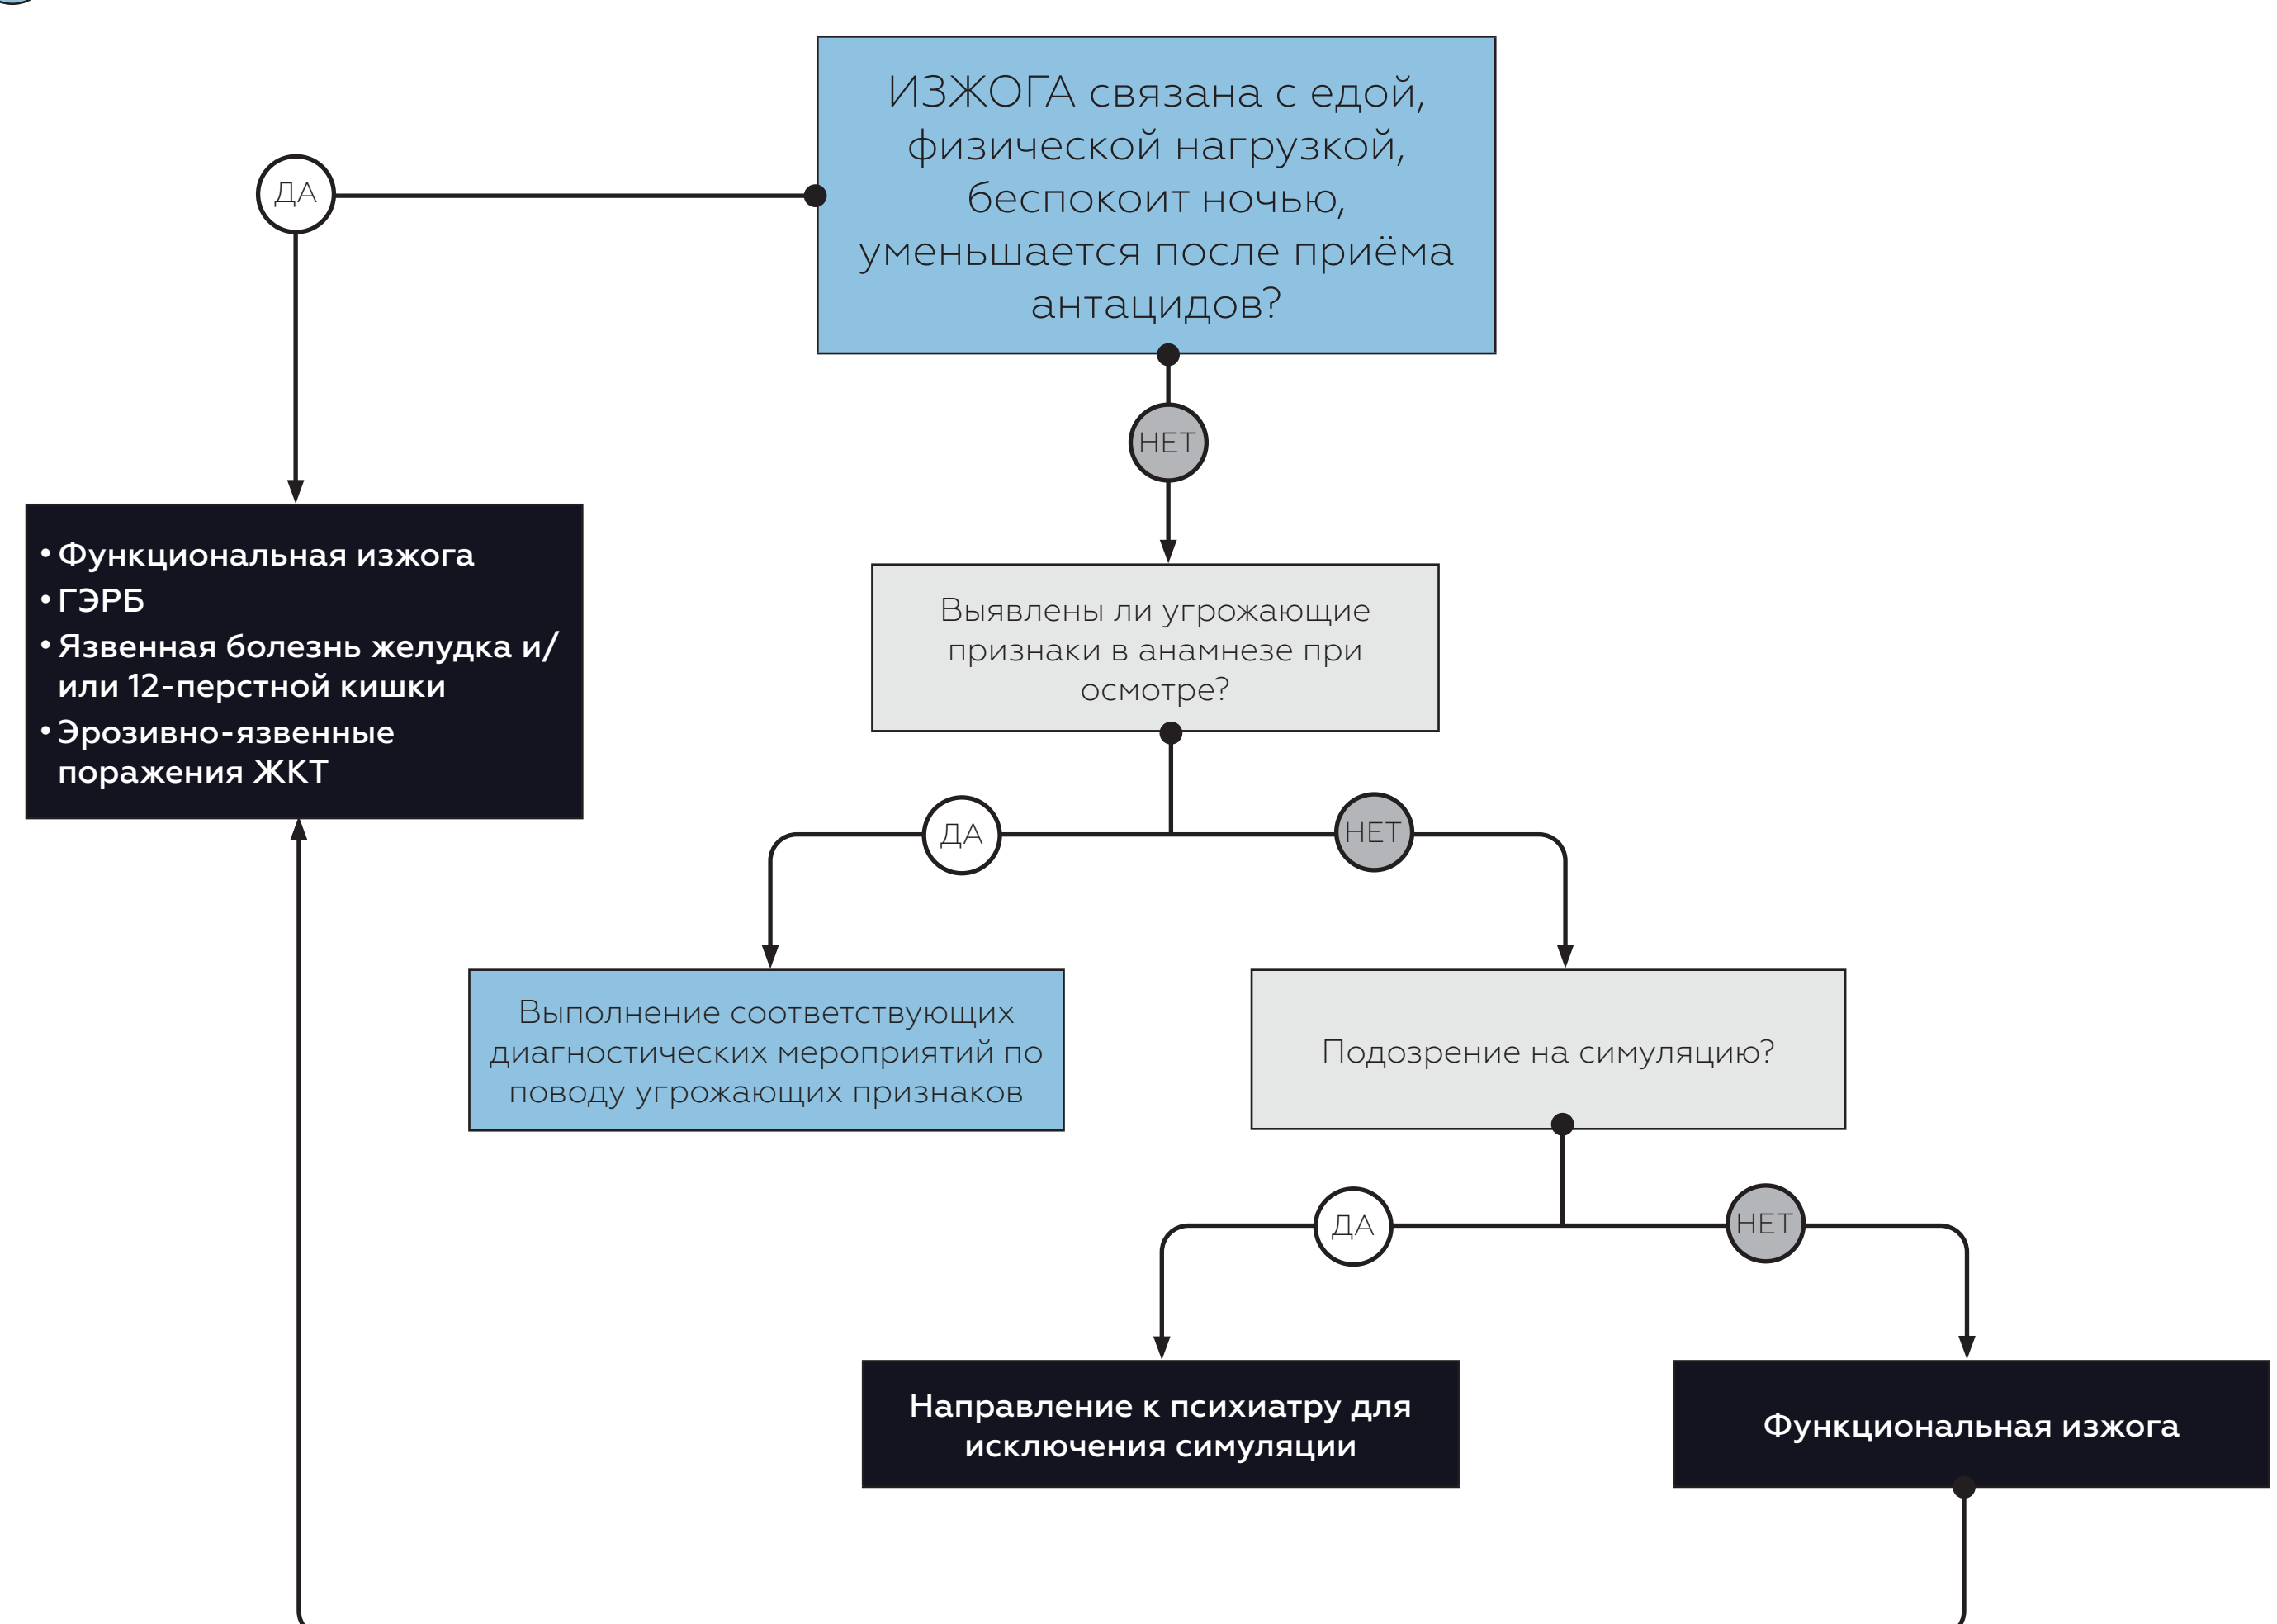 ИЗЖОГА связана с едой,
физической нагрузкой,
беспокоит ночью,
уменьшается после приёма
антацидов?
ДА
НЕТ
• Функциональная изжога
• ГЭРБ
• Язвенная болезнь желудка и/
или 12-перстной кишки
• Эрозивно-язвенные
поражения ЖКТ
Выявлены ли угрожающие
признаки в анамнезе при
осмотре?
ДА
НЕТ
Выполнение соответствующих
диагностических мероприятий по
поводу угрожающих признаков
Подозрение на симуляцию?
ДА
НЕТ
Направление к психиатру для
исключения симуляции
Функциональная изжога